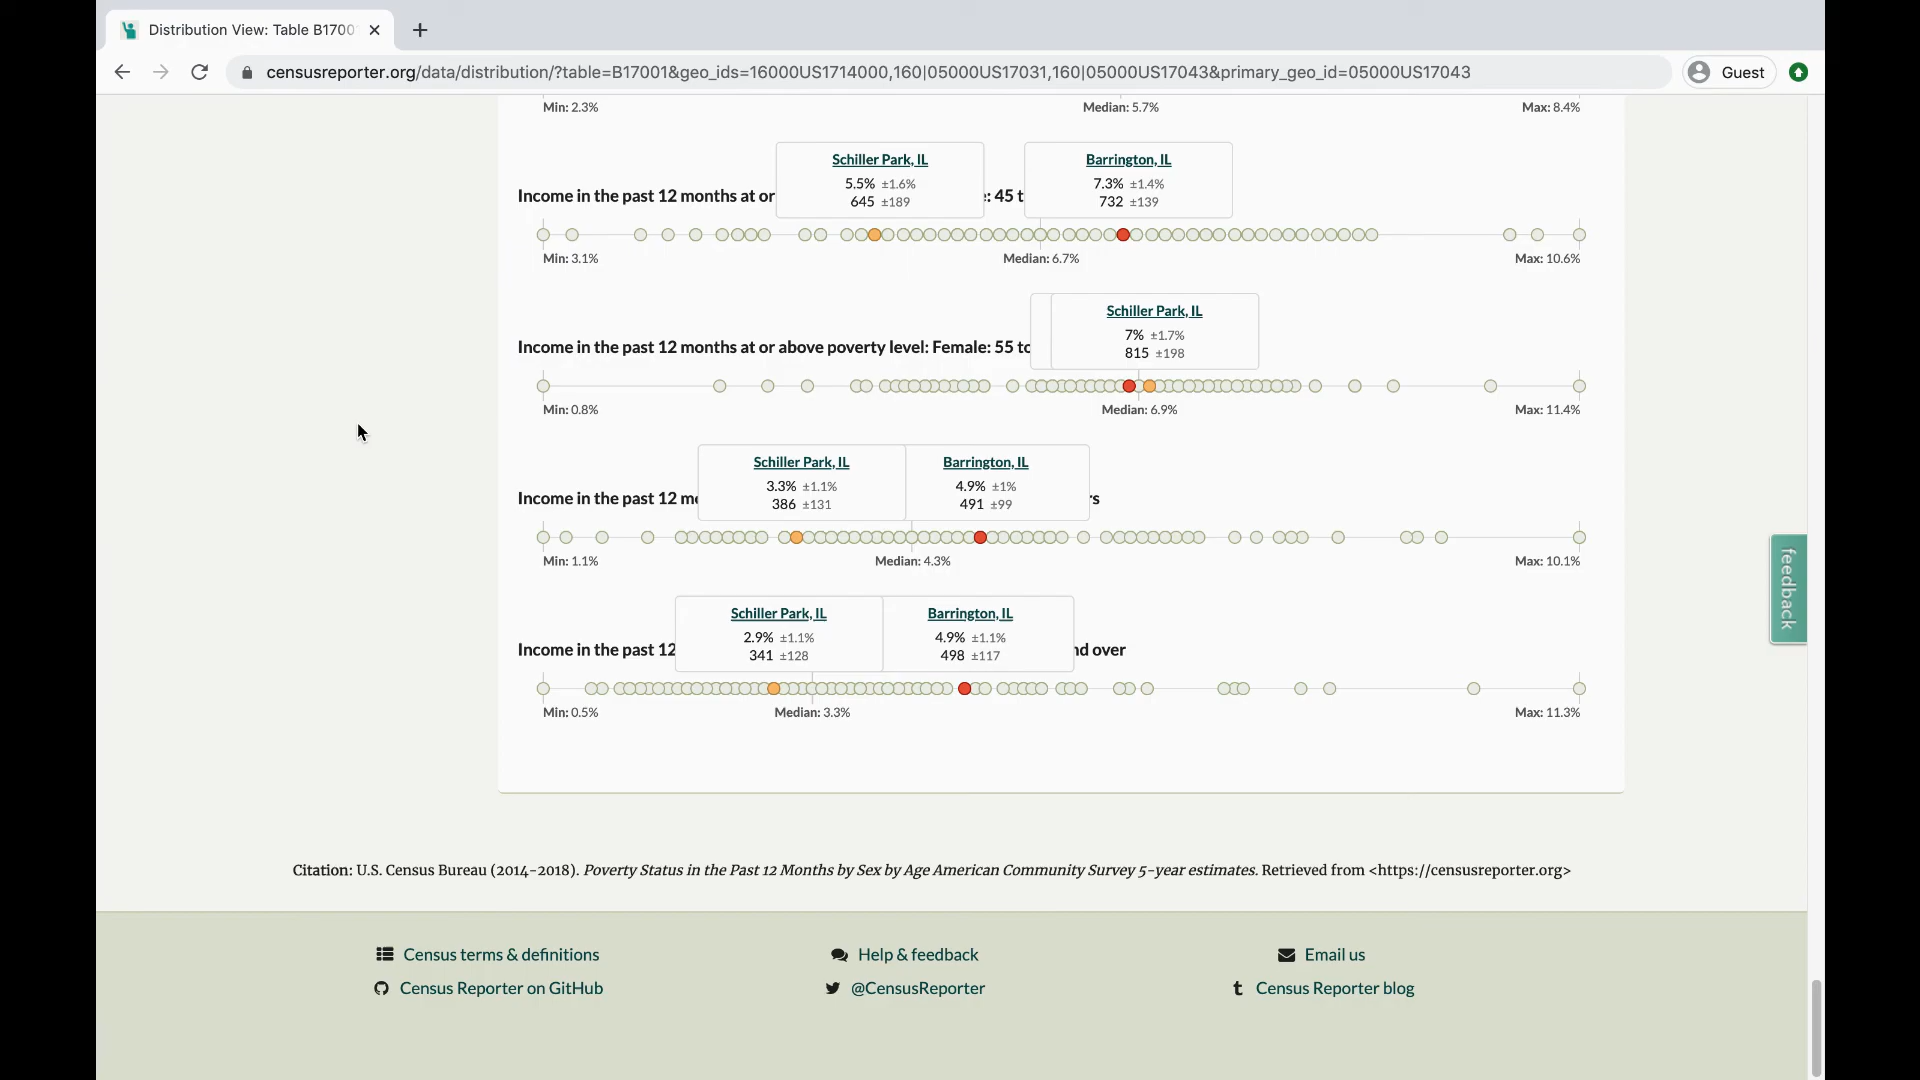 Distribution View: Table B1700
censusreporter.org/data/distribution/?table=B17001&geo_ids=16000US1714000,160|05000US17031,160|05000US17043&primary_geo_id=05000US17043
Guest
Min: 2.3%
Median: 5.7%
Max: 8.4%
Schiller Park, IL
5.5% ±1.6%
645 ±189
Barrington, IL
7.3% ±1.4%
732 ±139
Income in the past 12 months at or
: 45 t
Min: 3.1%
Median: 6.7%
Max: 10.6%
Schiller Park, IL
7% ±1.7%
815 ±198
Income in the past 12 months at or above poverty level: Female: 55 to
Min: 0.8%
Median: 6.9%
Max: 11.4%
Schiller Park, IL
3.3% ±1.1%
386 ±131
Barrington, IL
4.9% ±1%
491 ±99
Income in the past 12 mo
rs
Min: 1.1%
Median: 4.3%
Max: 10.1%
Schiller Park, IL
2.9% ±1.1%
341 ±128
Barrington, IL
4.9% ±1.1%
498 ±117
Income in the past 12
nd over
Min: 0.5%
Median: 3.3%
Max: 11.3%
feedback
Citation: U.S. Census Bureau (2014-2018). Poverty Status in the Past 12 Months by Sex by Age American Community Survey 5-year estimates. Retrieved from <https://censusreporter.org>
Census terms & definitions
Help & feedback
Email us
Census Reporter on GitHub
@CensusReporter
Census Reporter blog